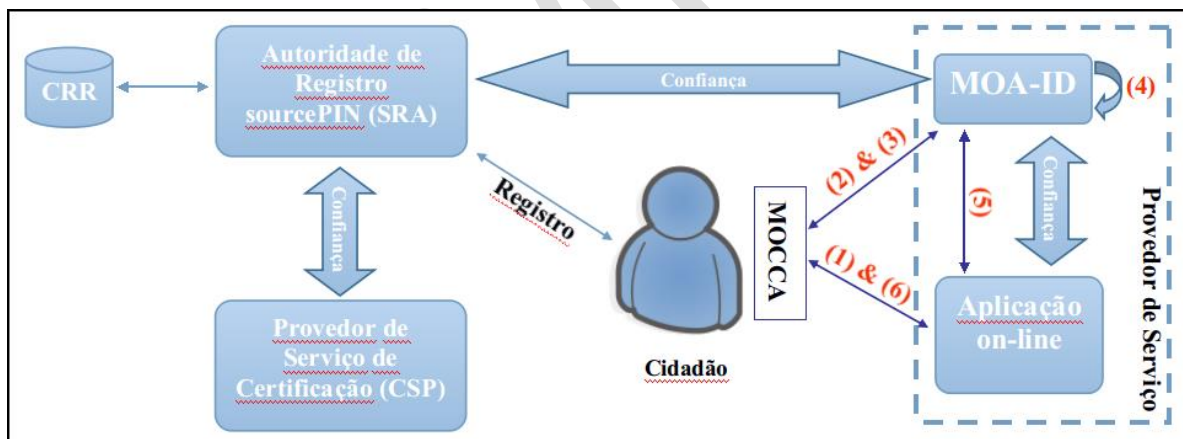 CRR
Autoridade de
Registro
sourcePIN (SRA)
Confiança
MOA-ID
(4)
Confiança
Registro
MOCCA
(2) & (3)
(1) & (6)
(5)
Confiança
Provedor de Serviço
Provedor de
Serviço de
Certificação (CSP)
Cidadão
Aplicação
on-line